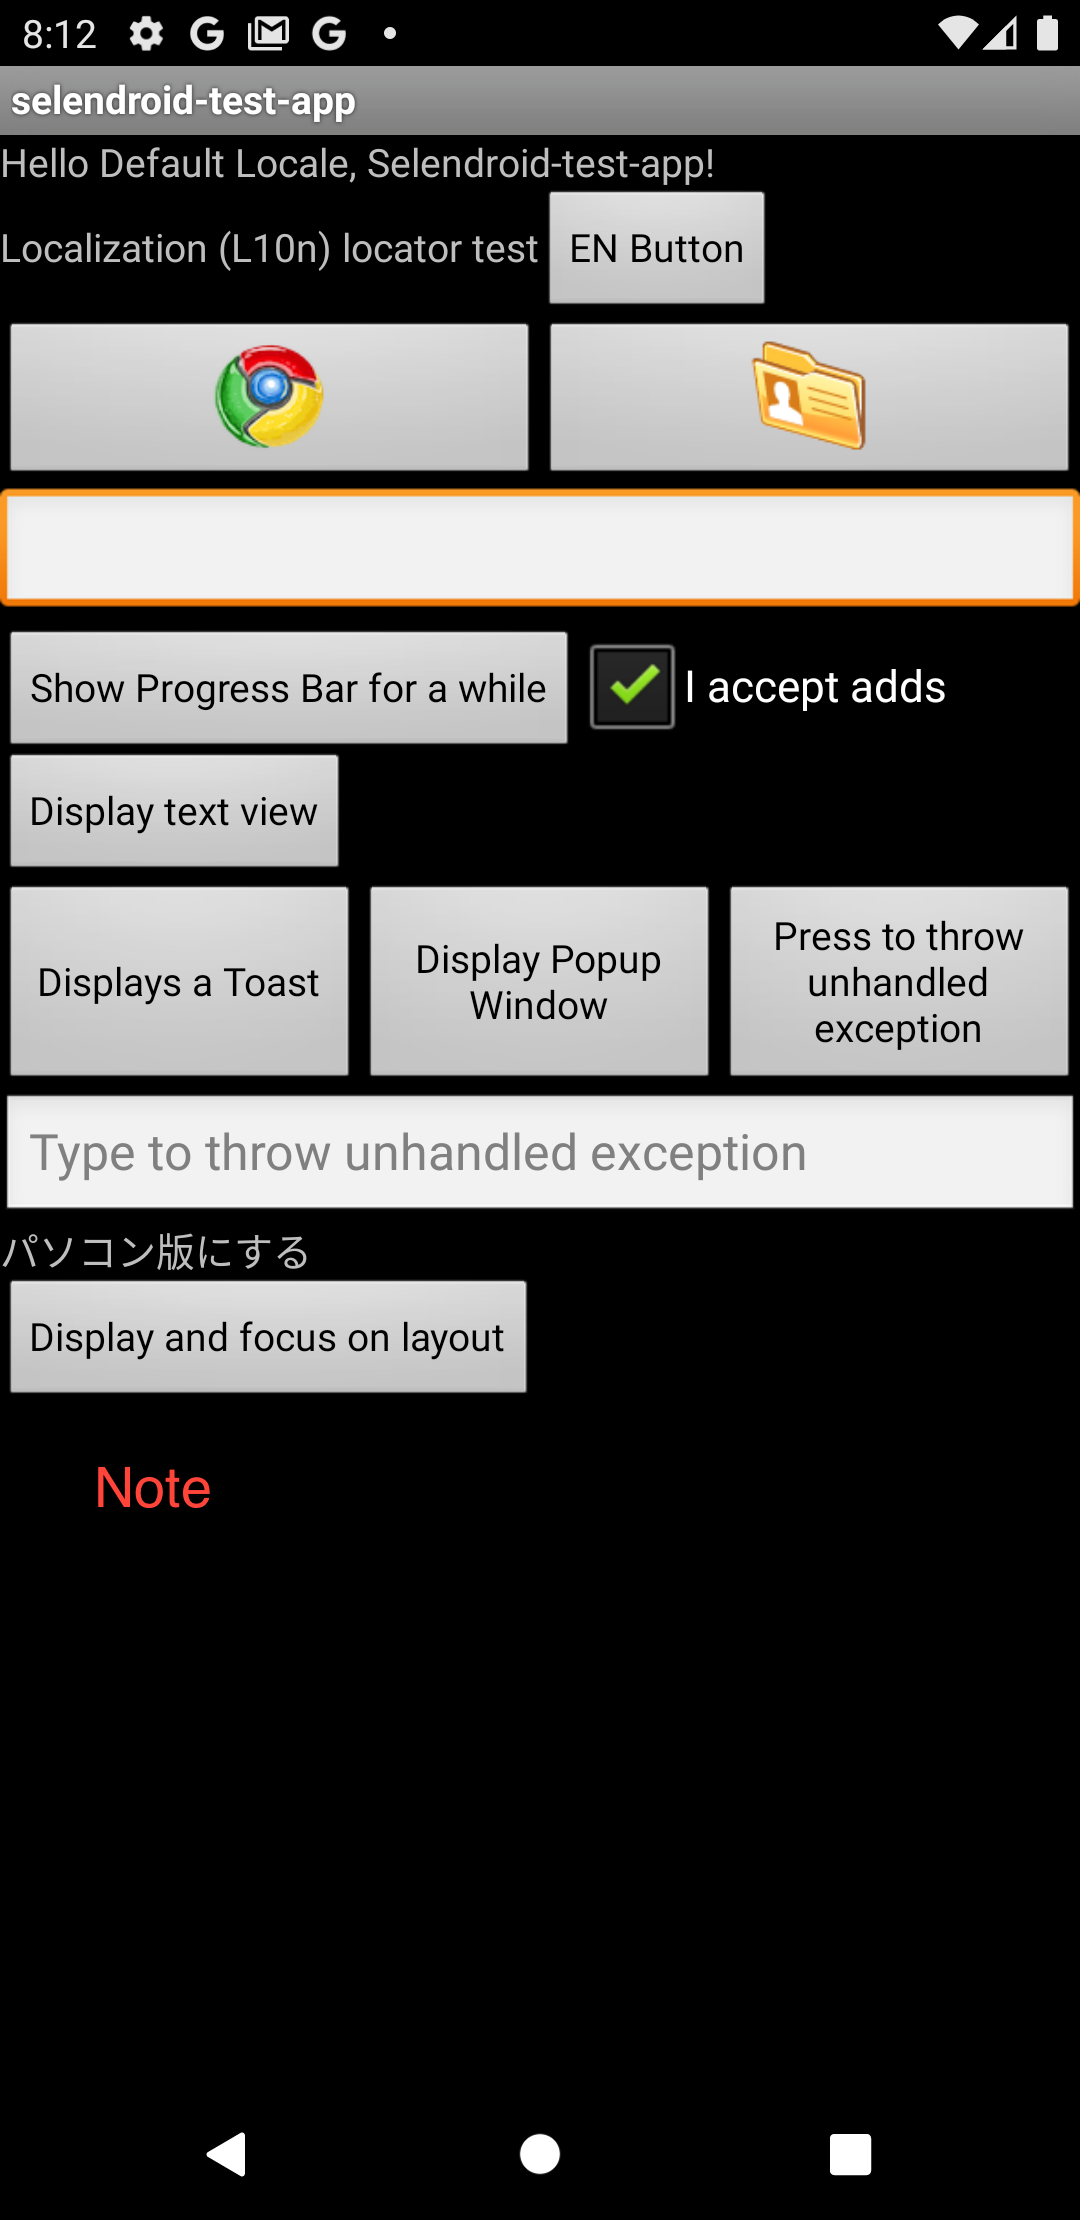 8:12
selendroid-test-app
Hello Default Locale, Selendroid-test-app!
Localization (L10n) locator test
EN Button
Show Progress Bar for a while
I accept adds
Display text view
Displays a Toast
Display Popup
Window
Press to throw
unhandled
exception
Type to throw unhandled exception
パソコン版にする
Display and focus on layout
Note